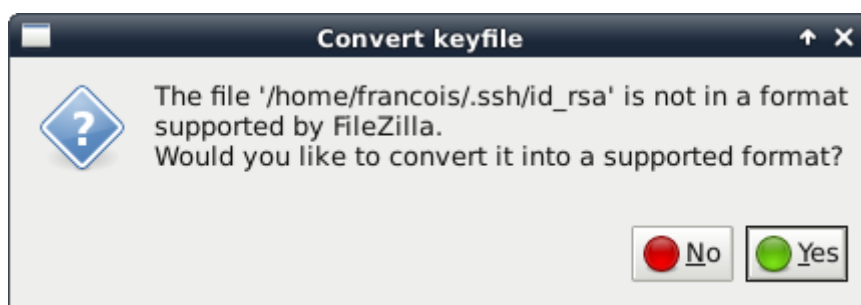 Convert keyfile
The file '/home/francois/.ssh/id_rsa' is not in a format
supported by FileZilla.
Would you like to convert it into a supported format?
No
Yes